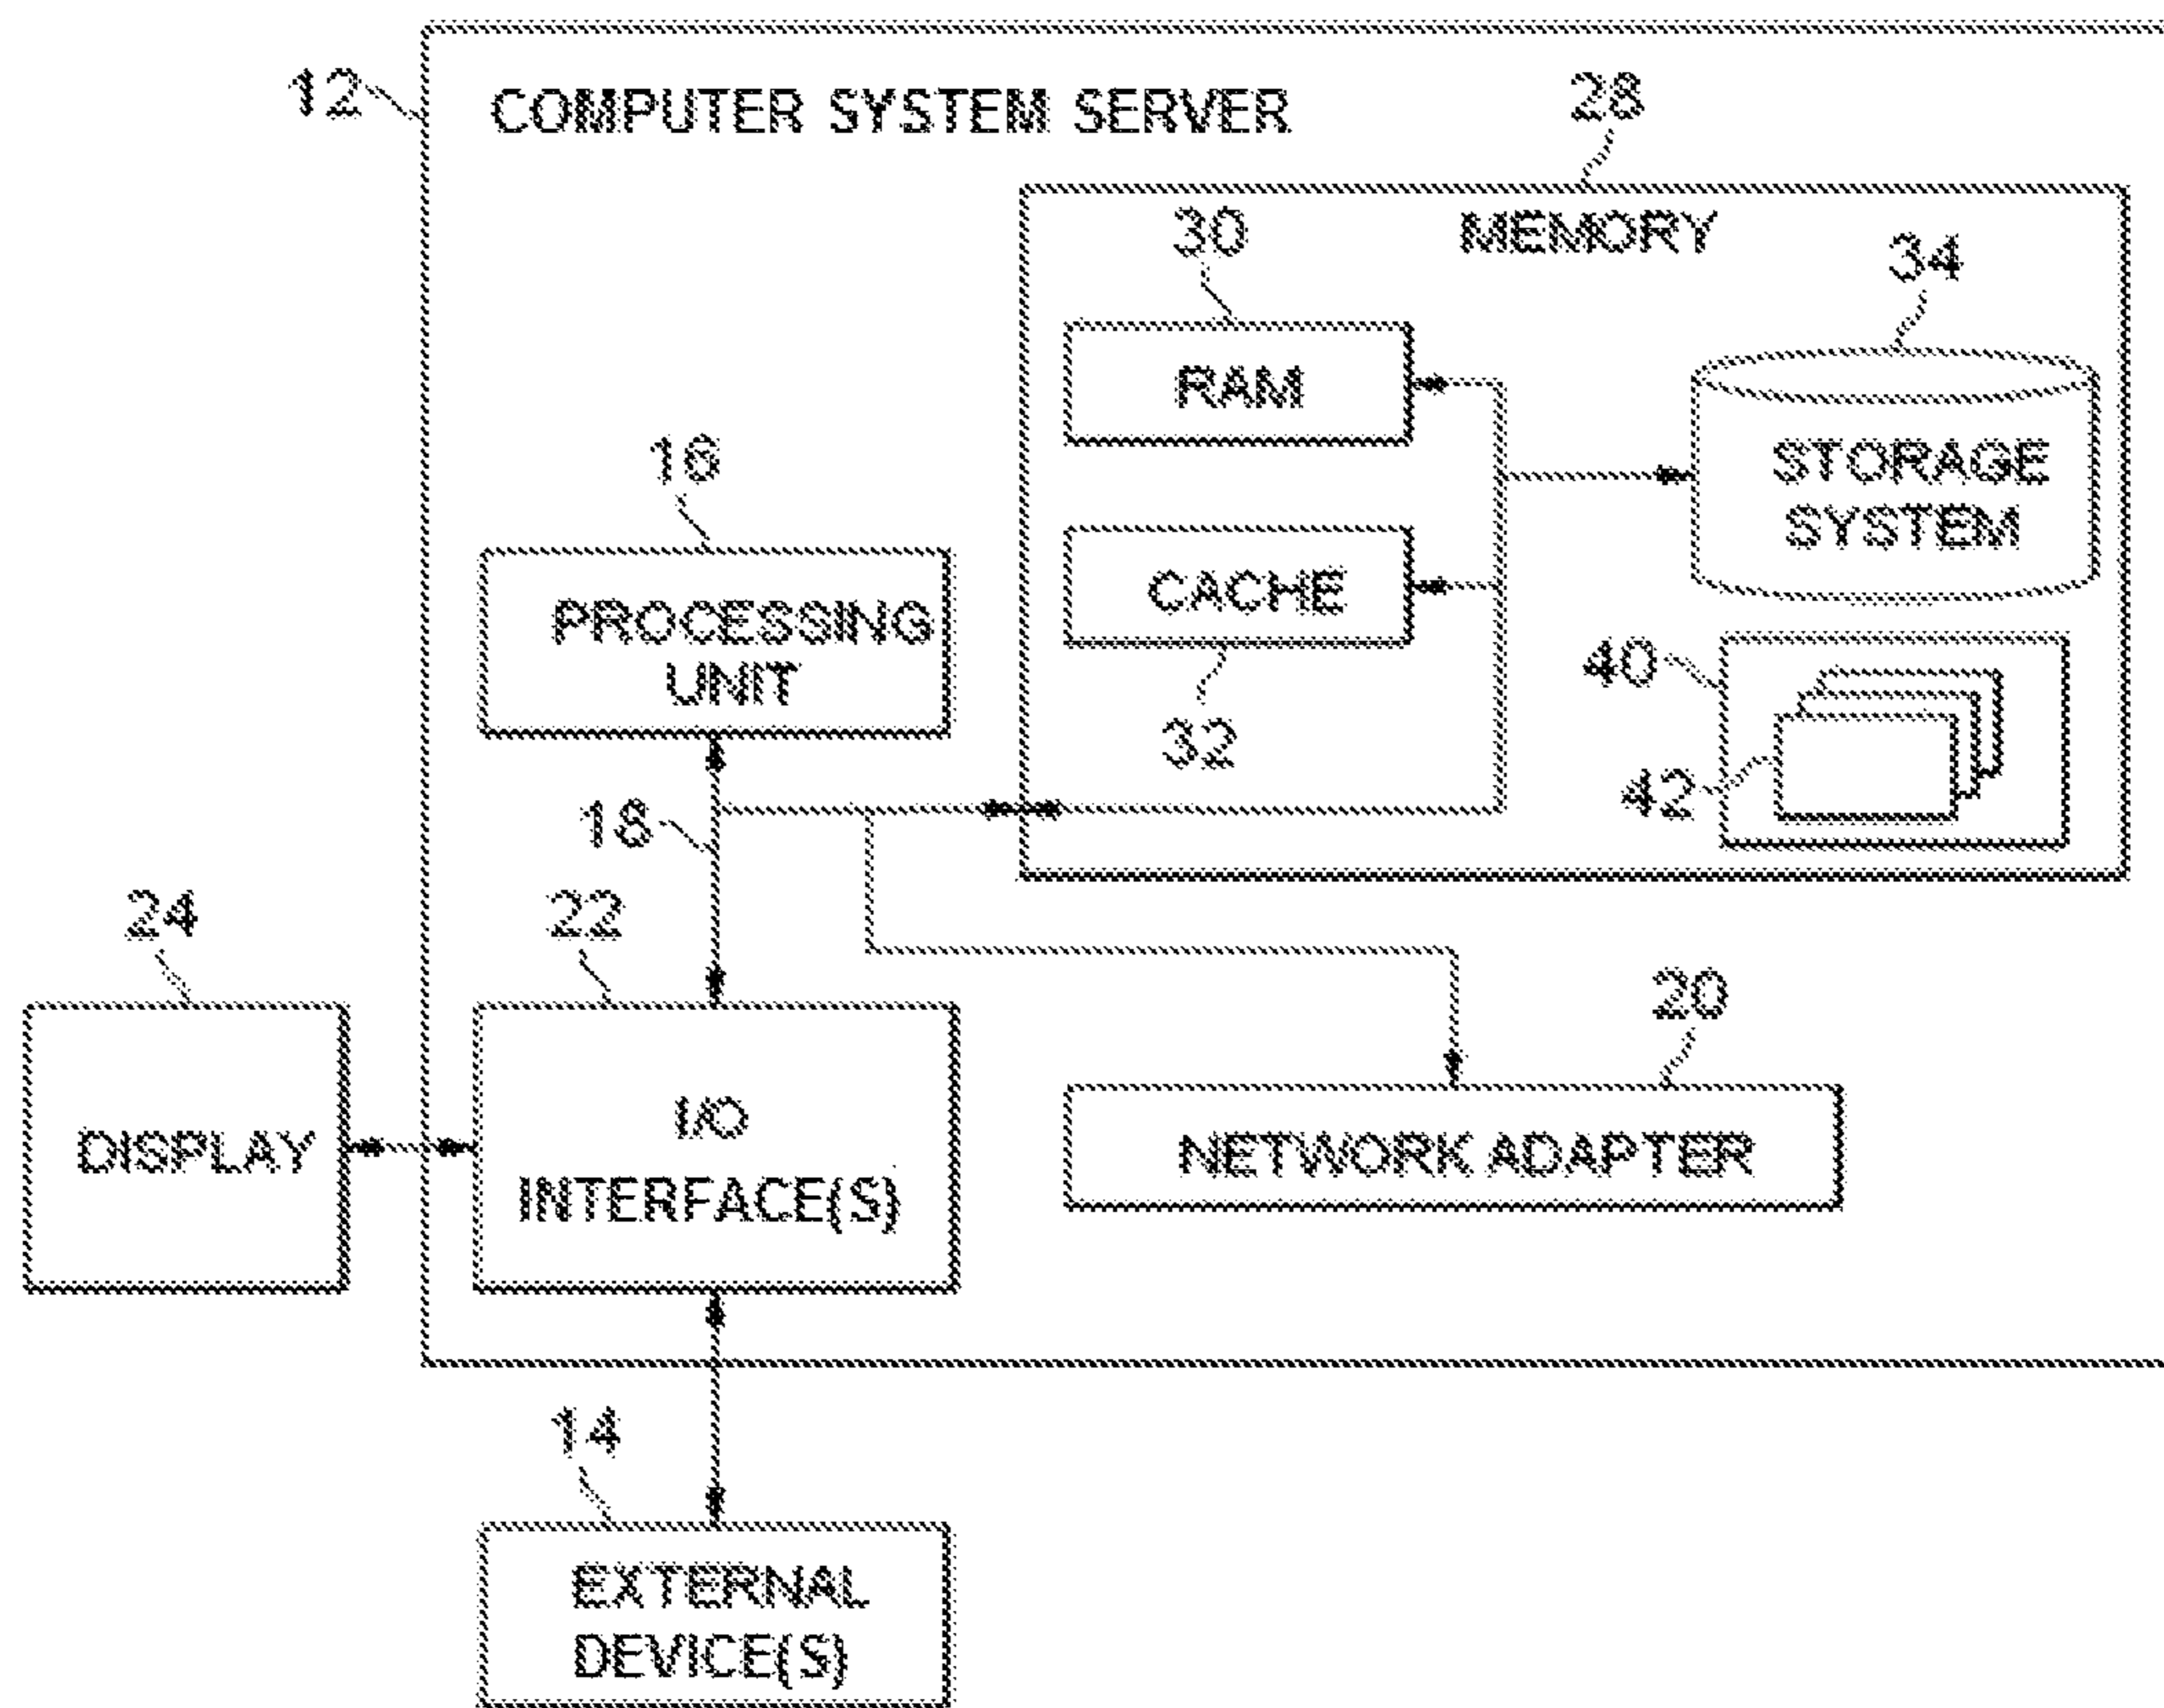 12
COMPUTER SYSTEM SERVER
28
MEMORY
30
34
RAM
STORAGE
SYSTEM
16
PROCESSING
UNIT
CACHE
32
40
42
18
24
22
20
DISPLAY
I/O
INTERFACE(S)
NETWORK ADAPTER
14
EXTERNAL
DEVICE(S)